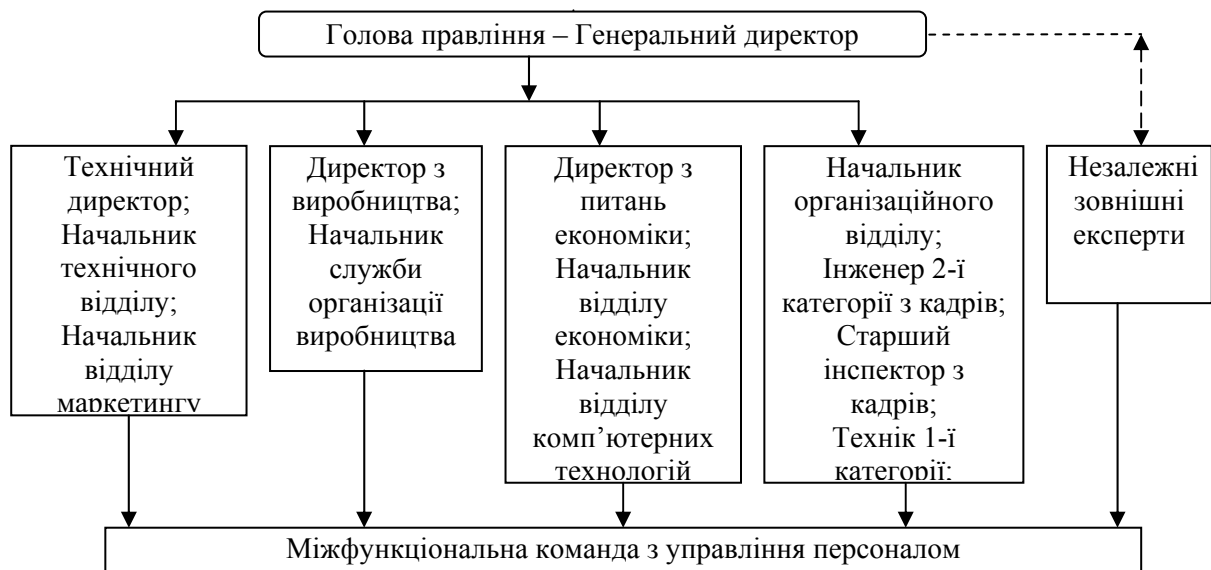 Голова правління – Генеральний директор
Технічний
директор;
Начальник
технічного
відділу;
Начальник
відділу
маркетингу
Директор з
виробництва;
Начальник
служби
організації
виробництва
Директор з
питань
економіки;
Начальник
відділу
економіки;
Начальник
відділу
комп’ютерних
технологій
Начальник
організаційного
відділу;
Інженер 2-ї
категорії з кадрів;
Старший
інспектор з
кадрів;
Технік 1-ї
категорії;
Незалежні
зовнішні
експерти
Міжфункціональна команда з управління персоналом